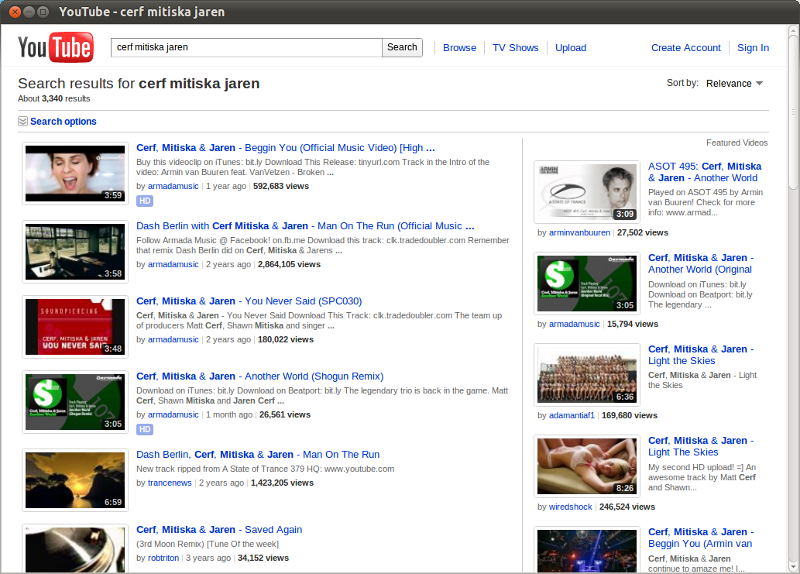 YouTube - cerf mitiska jaren
YouTube
cerf mitiska jaren
Search
Browse
TV Shows
Upload
Create Account
Sign In
Search results for cerf mitiska jaren
Sort by: Relevance
About 3,340 results
Search options
Cerf, Mitiska & Jaren - Beggin You (Official Music Video) [High ...
Buy this videoclip on iTunes: bit.ly Download This Release: tinyurl.com Track in the Intro of the
video: Armin van Buuren feat. VanVelzen - Broken ...
by armadamusic | 1 year ago | 592,683 views
HD
3:59
Dash Berlin with Cerf Mitiska & Jaren - Man On The Run (Official Music ...
Follow Armada Music @ Facebook! on.fb.me Download this track: clk.tradedoubler.com Remember
that remix Dash Berlin did on Cerf, Mitiska & Jarens ...
by armadamusic | 2 years ago | 2,864,105 views
3:58
SOUNDPIERCING
CERF, MITISKA & JAREN
YOU NEVER SAID
3:48
Cerf, Mitiska & Jaren - You Never Said (SPC030)
Cerf, Mitiska & Jaren - You Never Said Download This Track: clk.tradedoubler.com The team up
of producers Matt Cerf, Shawn Mitiska and singer ...
by armadamusic | 2 years ago | 180,022 views
Cerf, Mitiska & Jaren - Another World (Shogun Remix)
Download on iTunes: bit.ly Download on Beatport: bit.ly The legendary trio is back in the game. Matt
Cerf, Shawn Mitiska and Jaren Cerf ...
by armadamusic | 1 month ago | 26,561 views
HD
3:05
Dash Berlin, Cerf, Mitiska & Jaren - Man On The Run
New track ripped from A State of Trance 379 HQ: www.youtube.com
by trancenews | 2 years ago | 1,423,205 views
6:59
Cerf, Mitiska & Jaren - Saved Again
(3rd Moon Remix) [Tune Of the week]
by robtriton | 3 years ago | 34,152 views
Featured Videos
3:09
ASOT 495: Cerf, Mitiska
& Jaren - Another World
Played on ASOT 495 by Armin
van Buuren! Check for more
info: www.armad...
by arminvanbuuren | 27,502 views
3:05
Cerf, Mitiska & Jaren -
Another World (Original
Download on iTunes: bit.ly
Download on Beatport: bit.ly
The legendary ...
by armadamusic | 15,794 views
6:36
Cerf, Mitiska & Jaren -
Light the Skies
Cerf, Mitiska & Jaren - Light
the Skies
by adamantiaf1 | 169,680 views
8:26
Cerf, Mitiska & Jaren -
Light The Skies
My second HD upload! =] An
awesome track by Matt Cerf
and Shawn...
by wiredshock | 246,524 views
Cerf, Mitiska & Jaren -
Beggin You (Armin van
Cerf, Mitiska & Jaren
continue to amaze me! I...